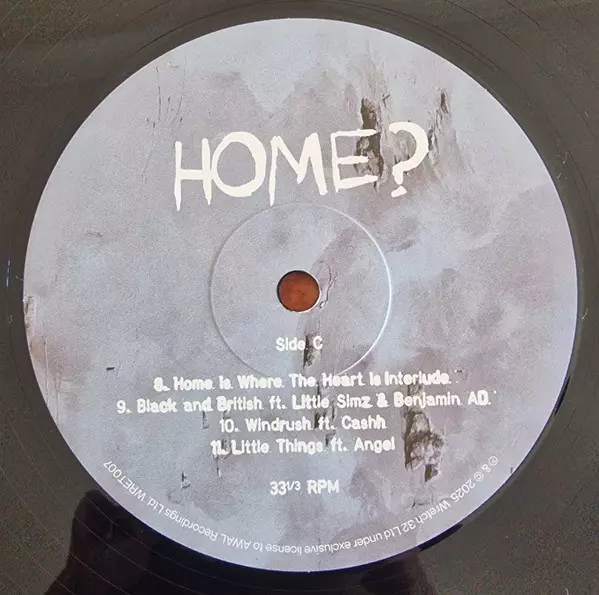 HOME?
Side C
8. Home Is Where The Heart Is Interlude
9. Black and British ft. Little Simz & Benjamin AD.
10. Windrush ft. Cashh
11. Little Things ft. Angel
331/3 RPM
℗ & © 2025 Wretch 32 Ltd under exclusive license to AWAL Recordings Ltd WRET007